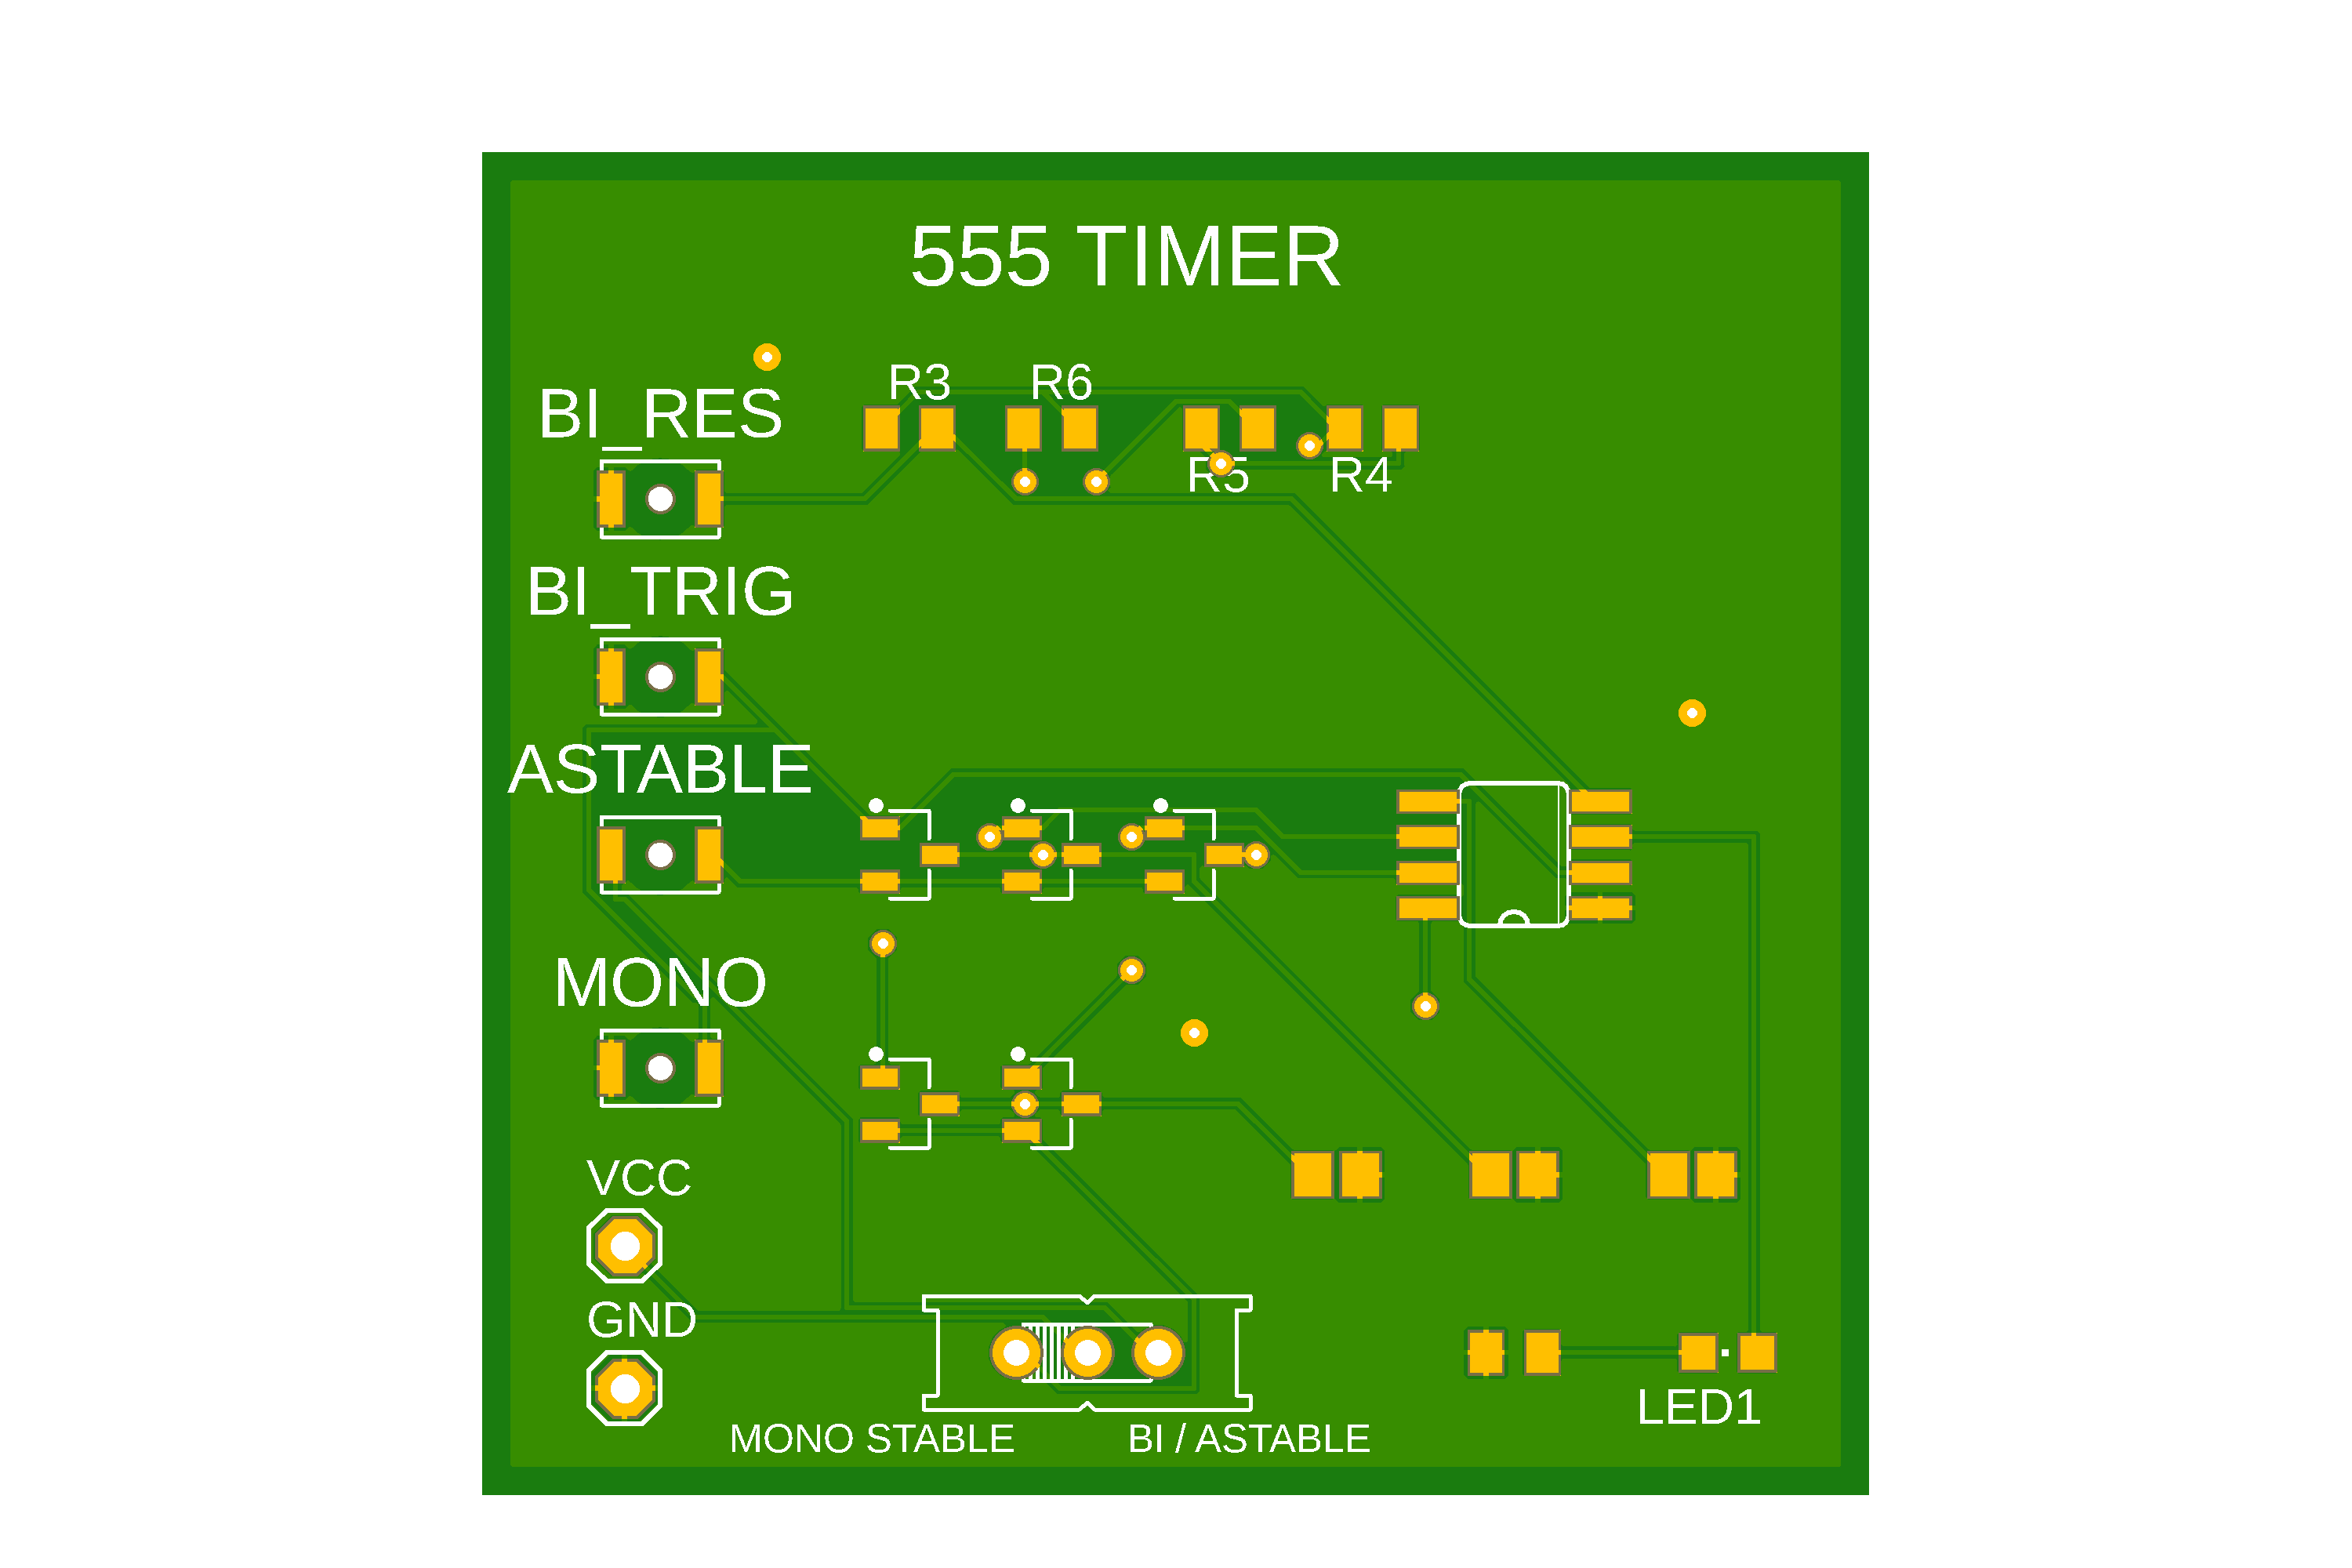 555 TIMER
R3
R6
BI_RES
R5
R4
BI_TRIG
ASTABLE
MONO
VCC
GND
LED1
MONO STABLE
BI / ASTABLE